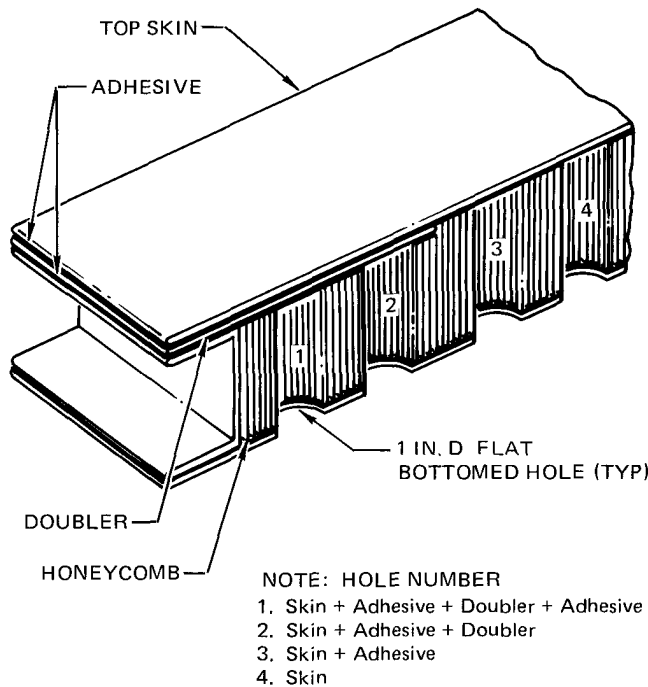 TOP SKIN
ADHESIVE
4
3
2
1
1 IN. D FLAT
BOTTOMED HOLE (TYP)
DOUBLER
HONEYCOMB
NOTE: HOLE NUMBER
1. Skin + Adhesive + Doubler + Adhesive
2. Skin + Adhesive + Doubler
3. Skin + Adhesive
4. Skin